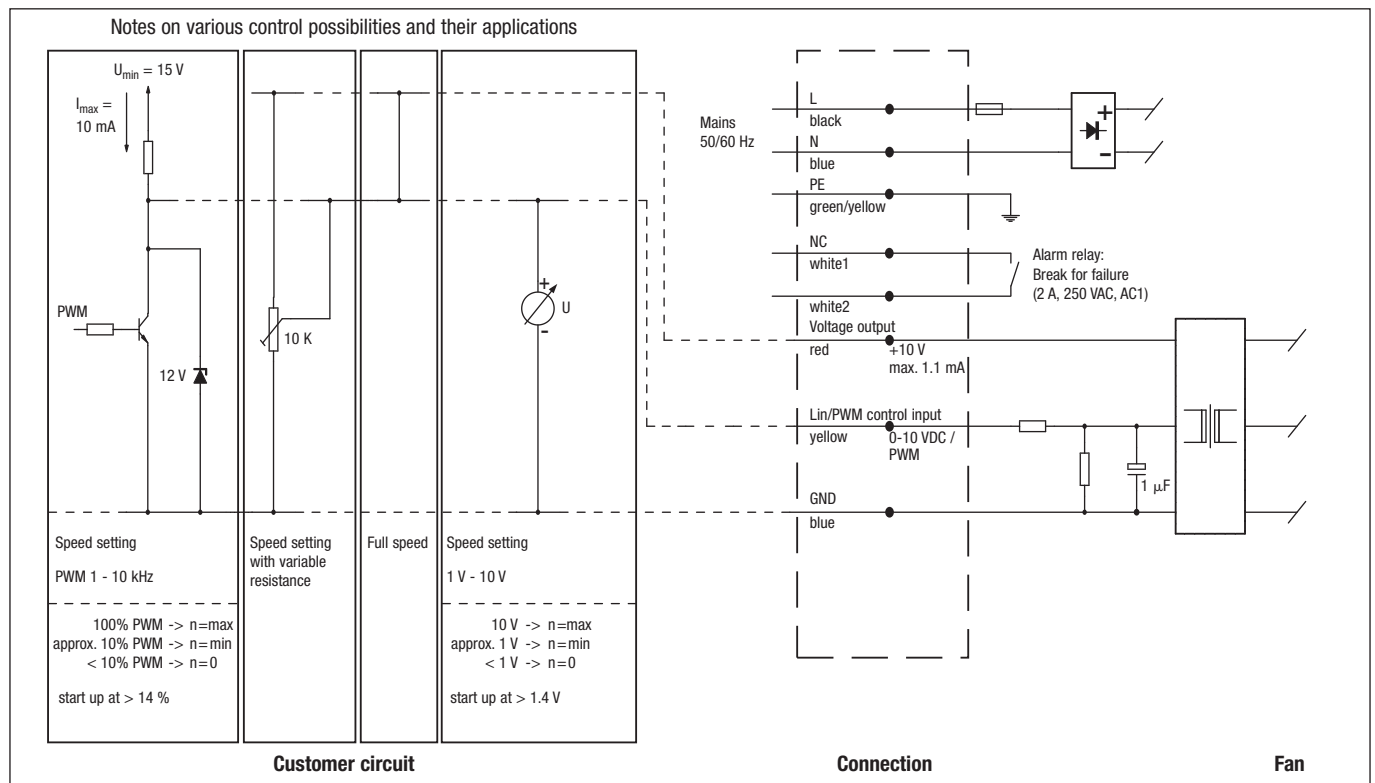 Notes on various control possibilities and their applications
Umin = 15 V
Imax =
10 mA
PWM
12 V
Speed setting
PWM 1 - 10 kHz
100% PWM -> n=max
approx. 10% PWM -> n=min
< 10% PWM -> n=0
start up at > 14 %
10 K
Speed setting
with variable
resistance
Full speed
+
U
-
Speed setting
1 V - 10 V
10 V -> n=max
approx. 1 V -> n=min
< 1 V -> n=0
start up at > 1.4 V
Customer circuit
Mains
50/60 Hz
L
black
N
blue
PE
green/yellow
NC
white1
white2
Voltage output
red
+10 V
max. 1.1 mA
Lin/PWM control input
yellow
0-10 VDC /
PWM
GND
blue
Connection
+
-
Alarm relay:
Break for failure
(2 A, 250 VAC, AC1)
1 µF
Fan